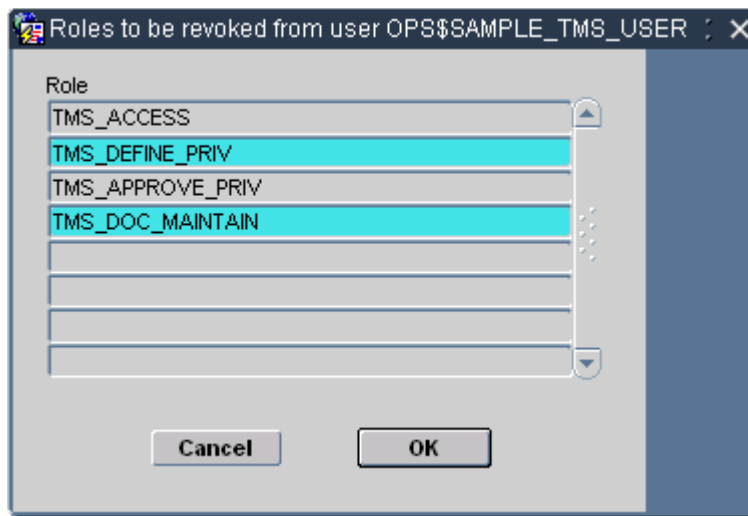 Roles to be revoked from user OPS$SAMPLE_TMS_USER
Role
TMS_ACCESS
TMS_DEFINE_PRIV
TMS_APPROVE_PRIV
TMS_DOC_MAINTAIN
Cancel OK